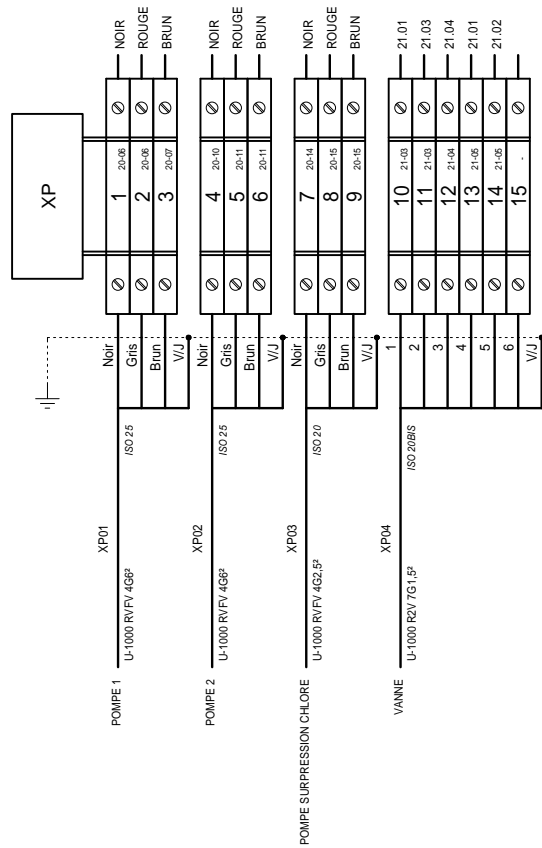 XP
NOIR
1
20-06
Noir
ROUGE
2
20-06
Gris
BRUN
3
20-07
Brun
V/J
ISO 25
XP01
U-1000 RVFV 4G6²
POMPE 1
NOIR
4
20-10
Noir
ROUGE
5
20-11
Gris
BRUN
6
20-11
Brun
V/J
ISO 25
XP02
U-1000 RVFV 4G6²
POMPE 2
NOIR
7
20-14
Noir
ROUGE
8
20-15
Gris
BRUN
9
20-15
Brun
V/J
ISO 20
XP03
U-1000 RVFV 4G2,5²
POMPE SURPRESSION CHLORE
21.01
10
21-03
1
21.03
11
21-03
2
21.04
12
21-04
3
21.01
13
21-05
4
21.02
14
21-05
5
15
-
6
V/J
ISO 20BIS
XP04
U-1000 R2V 7G1,5²
VANNE